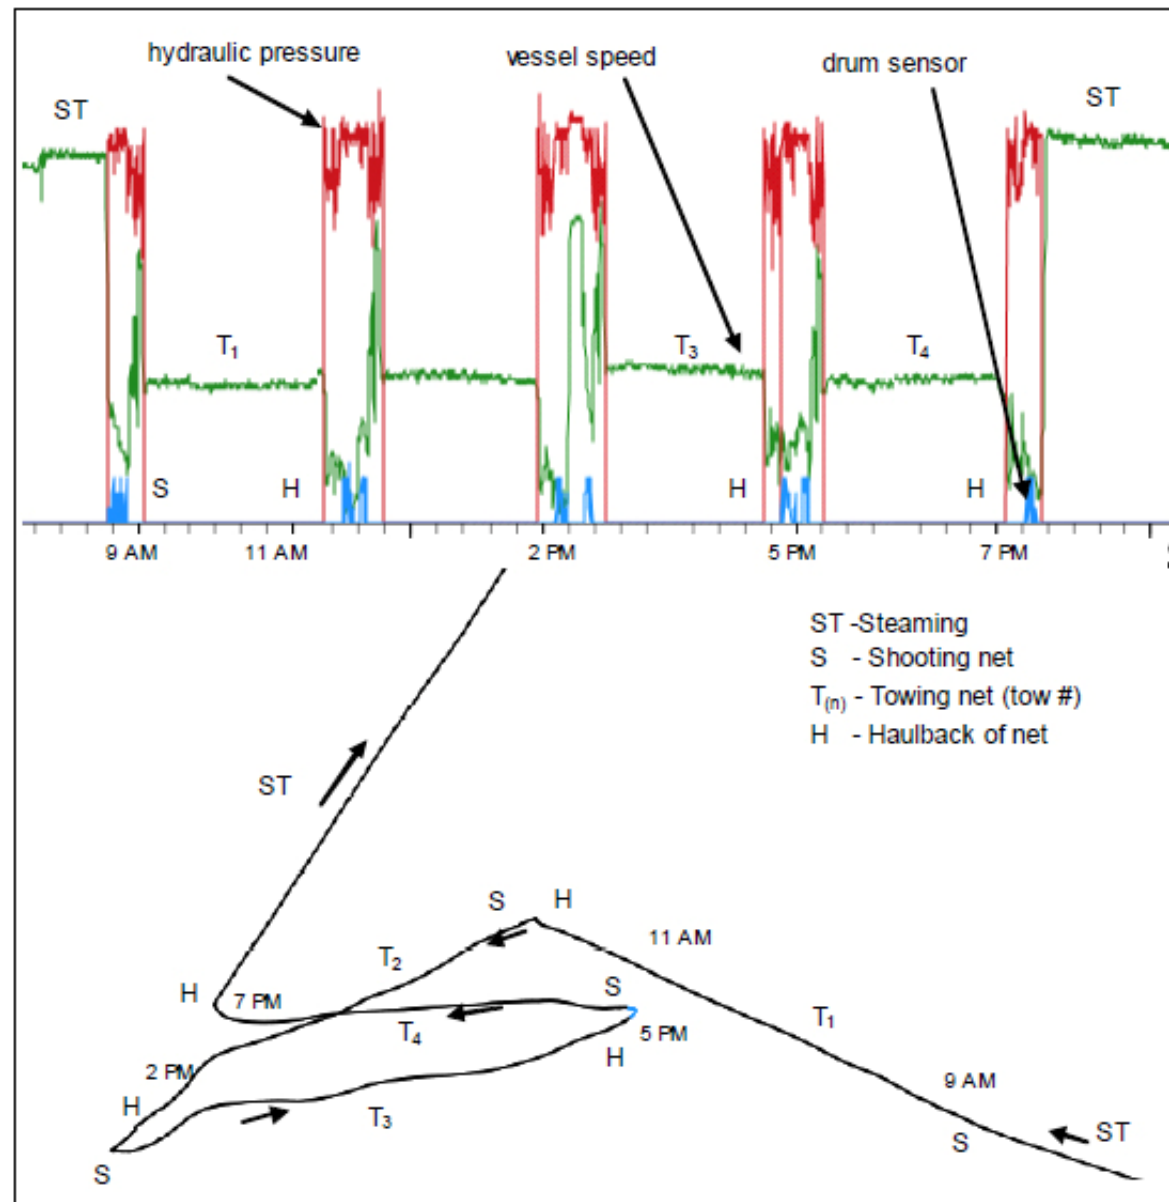 hydraulic pressure
vessel speed
drum sensor
ST
ST
T1
T3
T4
S
H
H
H
9 AM
11 AM
2 PM
5 PM
7 PM
ST -Steaming
S - Shooting net
T(n) - Towing net (tow #)
H - Haulback of net
ST
S
H
11 AM
T2
H
7 PM
S
T4
5 PM
T1
H
2 PM
9 AM
H
T3
S
ST
S